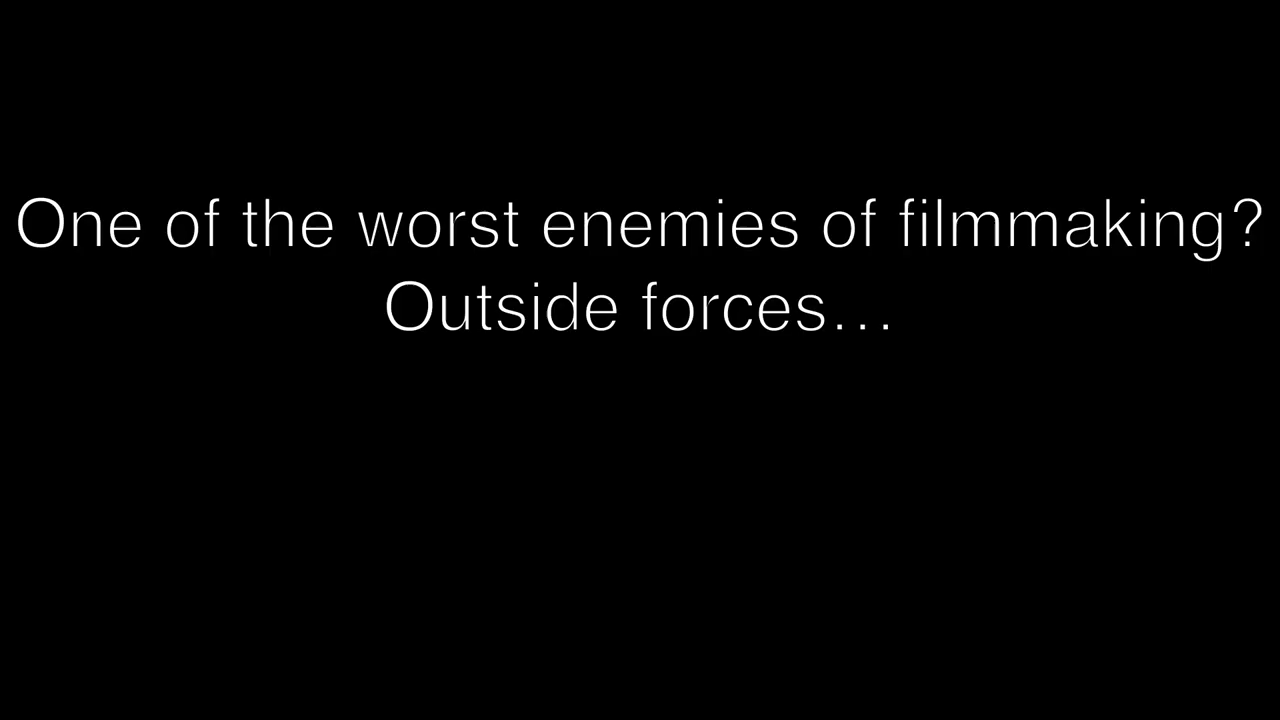 One of the worst enemies of filmmaking?
Outside forces...